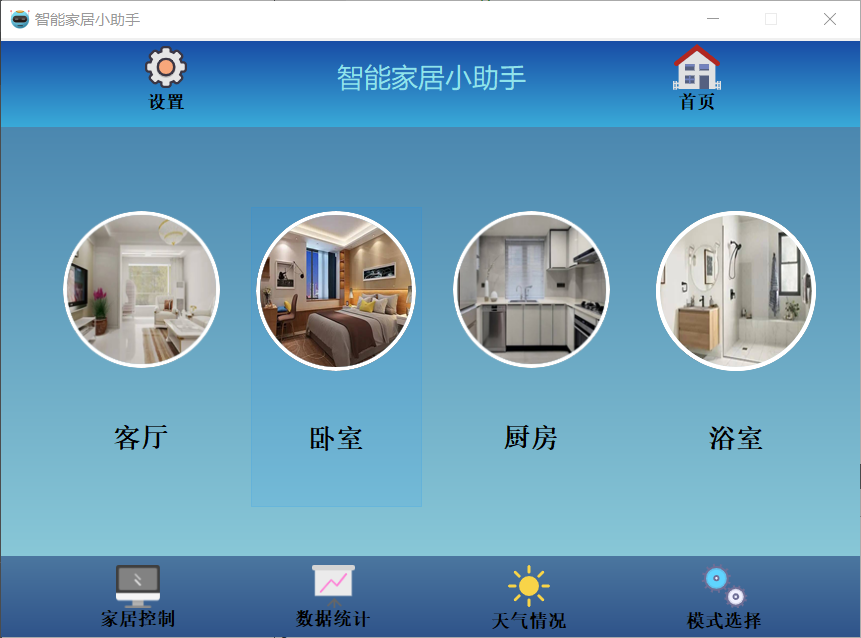 智能家居小助手
设置
智能家居小助手
首页
客厅
卧室
厨房
浴室
家居控制
数据统计
天气情况
模式选择